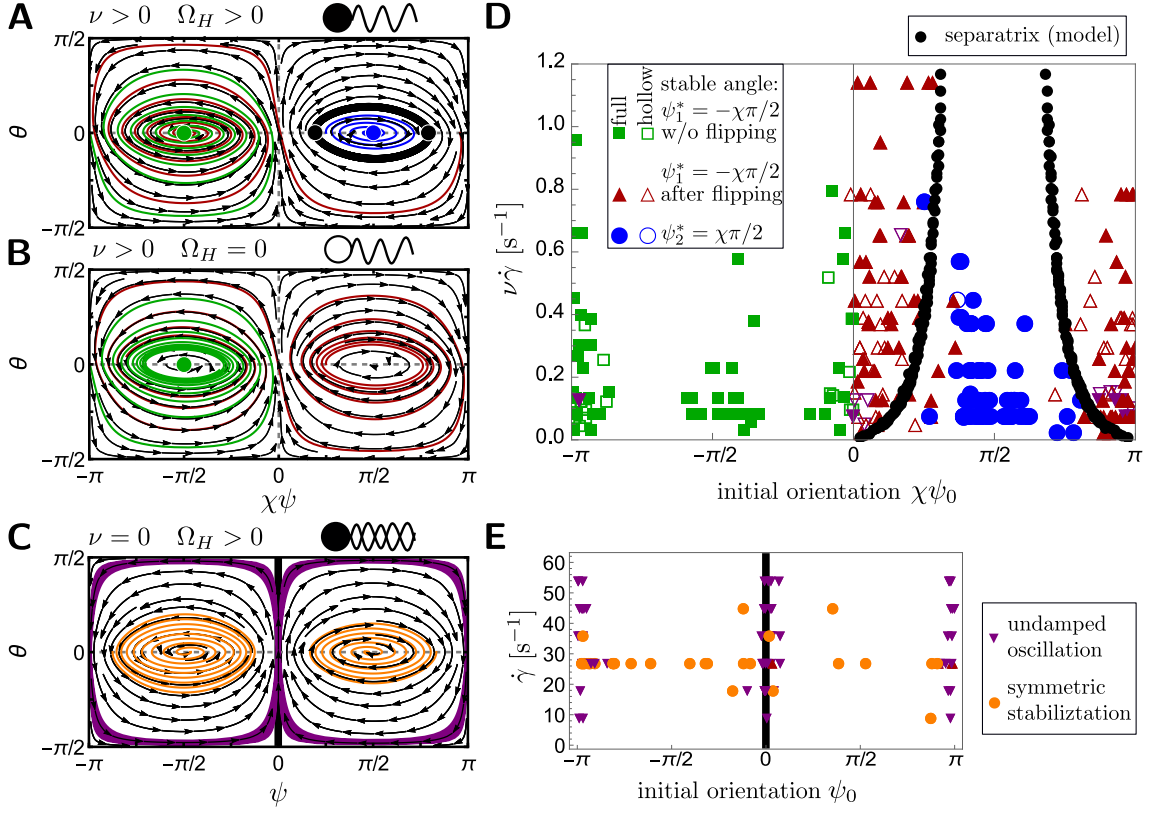 A
ν > 0 Ω_H > 0
π/2
θ
0
−π/2
B
ν > 0 Ω_H = 0
π/2
θ
0
−π/2
−π −π/2 0 π/2 π
χψ
C
ν = 0 Ω_H > 0
π/2
θ
0
−π/2
−π −π/2 0 π/2 π
ψ
D
separatrix (model)
full
hollow
stable angle:
ψ₁* = −χπ/2
w/o flipping
ψ₁* = −χπ/2
after flipping
ψ₂* = χπ/2
νγ̇ [s⁻¹]
1.2
1.0
0.8
0.6
0.4
0.2
0.0
−π −π/2 0 π/2 π
initial orientation χψ₀
E
γ̇ [s⁻¹]
60
50
40
30
20
10
0
−π −π/2 0 π/2 π
initial orientation ψ₀
undamped
oscillation
symmetric
stabiliztation